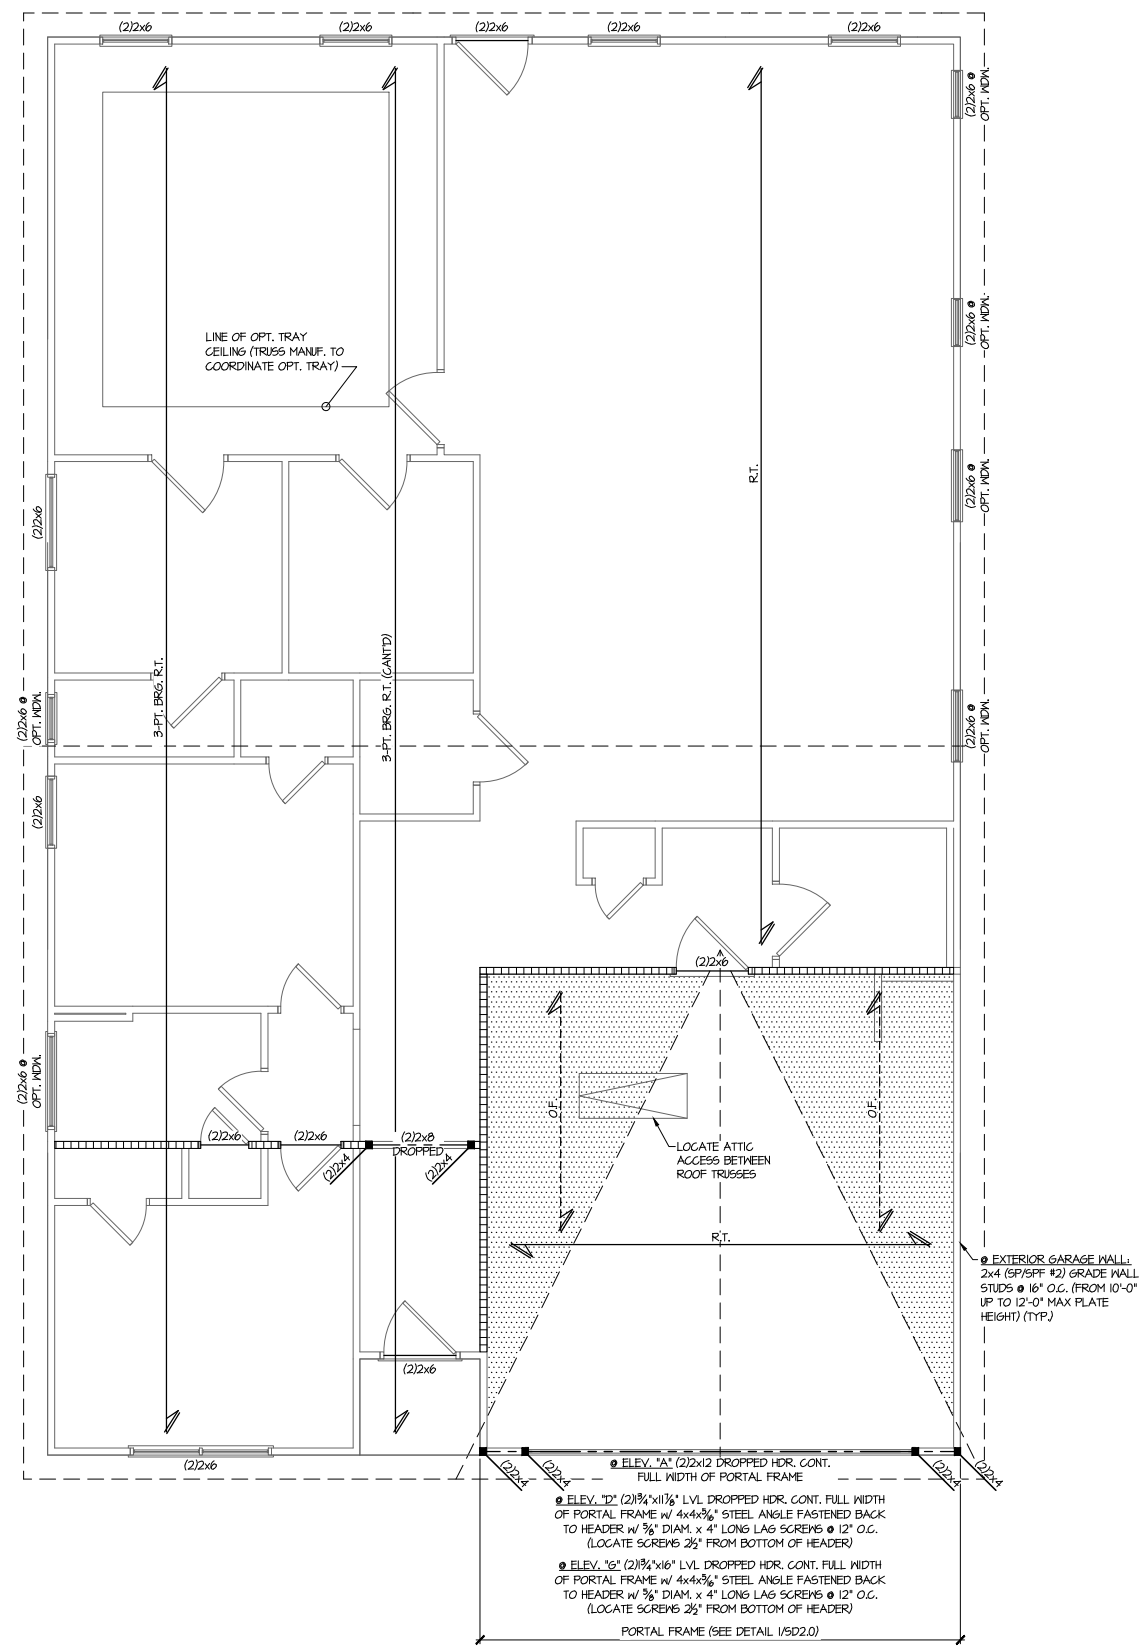 (2)2x6
(2)2x6
(2)2x6
(2)2x6
(2)2x6
(2)2x6 @
OPT. WDW.
LINE OF OPT. TRAY
CEILING (TRUSS MANUF. TO
COORDINATE OPT. TRAY)
(2)2x6 @
OPT. WDW.
R.T.
(2)2x6 @
OPT. WDW.
(2)2x6
3-PT. BRG. R.T.
3-PT. BRG. R.T. (CANT'D)
(2)2x6 @
OPT. WDW.
(2)2x6 @
OPT. WDW.
(2)2x6
(2)2x6
(2)2x6 @
OPT. WDW.
O.F.
O.F.
(2)2x6
(2)2x6
(2)2x8
DROPPED
(2)2x4
(2)2x4
LOCATE ATTIC
ACCESS BETWEEN
ROOF TRUSSES
R.T.
@ EXTERIOR GARAGE WALL:
2x4 (SP/SPF #2) GRADE WALL
STUDS @ 16" O.C. (FROM 10'-0"
UP TO 12'-0" MAX PLATE
HEIGHT) (TYP.)
(2)2x6
(2)2x6
(2)2x4
(2)2x4
(2)2x4
(2)2x4
@ ELEV. "A" (2)2x12 DROPPED HDR. CONT.
FULL WIDTH OF PORTAL FRAME
@ ELEV. "D" (2)1¾"x11⅞" LVL DROPPED HDR. CONT. FULL WIDTH
OF PORTAL FRAME W/ 4x4x5/16" STEEL ANGLE FASTENED BACK
TO HEADER W/ ⅝" DIAM. x 4" LONG LAG SCREWS @ 12" O.C.
(LOCATE SCREWS 2½" FROM BOTTOM OF HEADER)
@ ELEV. "G" (2)1¾"x16" LVL DROPPED HDR. CONT. FULL WIDTH
OF PORTAL FRAME W/ 4x4x5/16" STEEL ANGLE FASTENED BACK
TO HEADER W/ ⅝" DIAM. x 4" LONG LAG SCREWS @ 12" O.C.
(LOCATE SCREWS 2½" FROM BOTTOM OF HEADER)
PORTAL FRAME (SEE DETAIL 1/SD2.0)